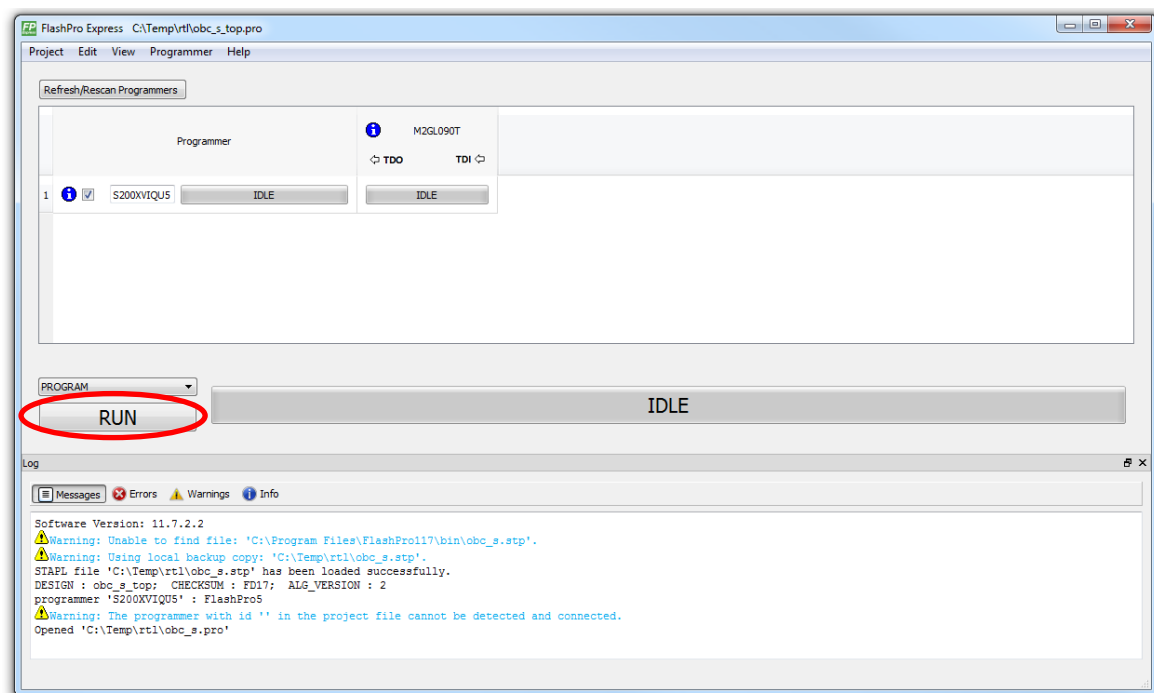 FP FlashPro Express C:\Temp\rtl\obc_s_top.pro
Project Edit View Programmer Help
Refresh/Rescan Programmers
Programmer
M2GL090T
TDO TDI
1 S200XVIQU5 IDLE IDLE
PROGRAM
RUN
IDLE
Log
Messages Errors Warnings Info
Software Version: 11.7.2.2
Warning: Unable to find file: 'C:\Program Files\FlashPro117\bin\obc_s.stp'.
Warning: Using local backup copy: 'C:\Temp\rtl\obc_s.stp'.
STAPL file 'C:\Temp\rtl\obc_s.stp' has been loaded successfully.
DESIGN : obc_s_top; CHECKSUM : FD17; ALG_VERSION : 2
programmer 'S200XVIQU5' : FlashPro5
Warning: The programmer with id '' in the project file cannot be detected and connected.
Opened 'C:\Temp\rtl\obc_s.pro'